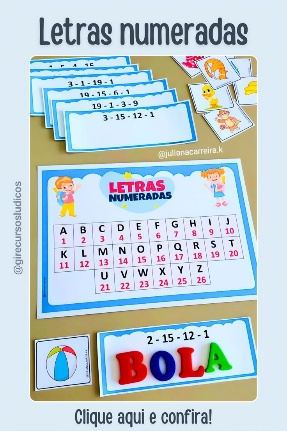 Letras numeradas
3 - 1 - 19 - 1
19 - 15 - 6 - 1
19 - 1 - 3 - 9
3 - 15 - 12 - 1
@julianacarreira.k
@girecursosludicos
LETRAS
NUMERADAS
A B C D E F G H I J
1 2 3 4 5 6 7 8 9 10
K L M N O P Q R S T
11 12 13 14 15 16 17 18 19 20
U V W X Y Z
21 22 23 24 25 26
2 - 15 - 12 - 1
BOLA
Clique aqui e confira!